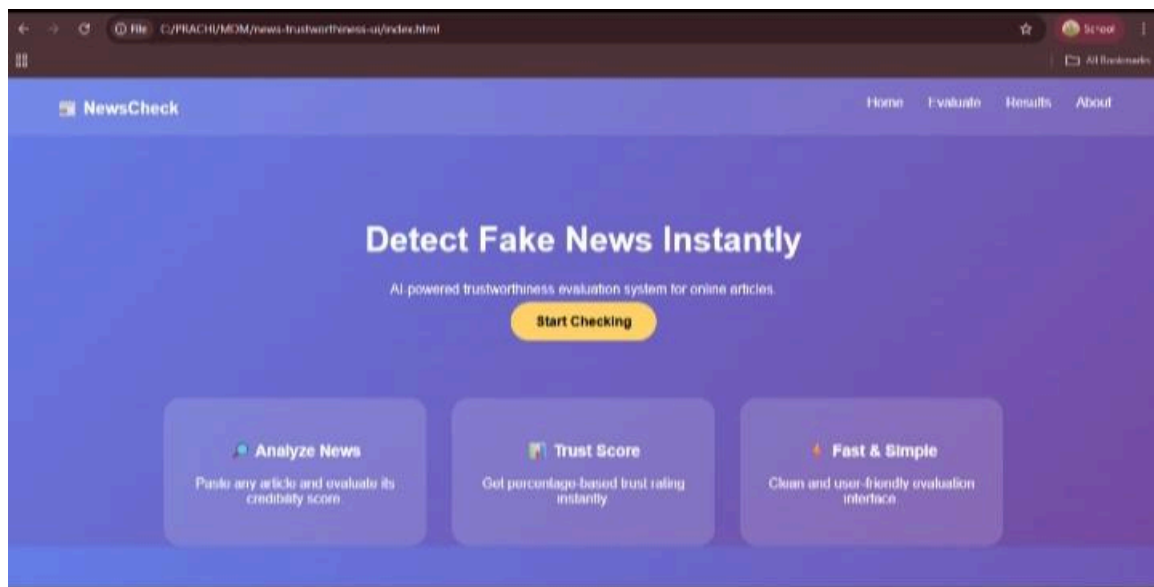 File C:/PRACHI/MOM/news-trustworthiness-ui/index.html
School
All Bookmarks
NewsCheck
Home Evaluate Results About
Detect Fake News Instantly
AI-powered trustworthiness evaluation system for online articles.
Start Checking
Analyze News
Paste any article and evaluate its
credibility score
Trust Score
Get percentage-based trust rating
instantly
Fast & Simple
Clean and user-friendly evaluation
interface